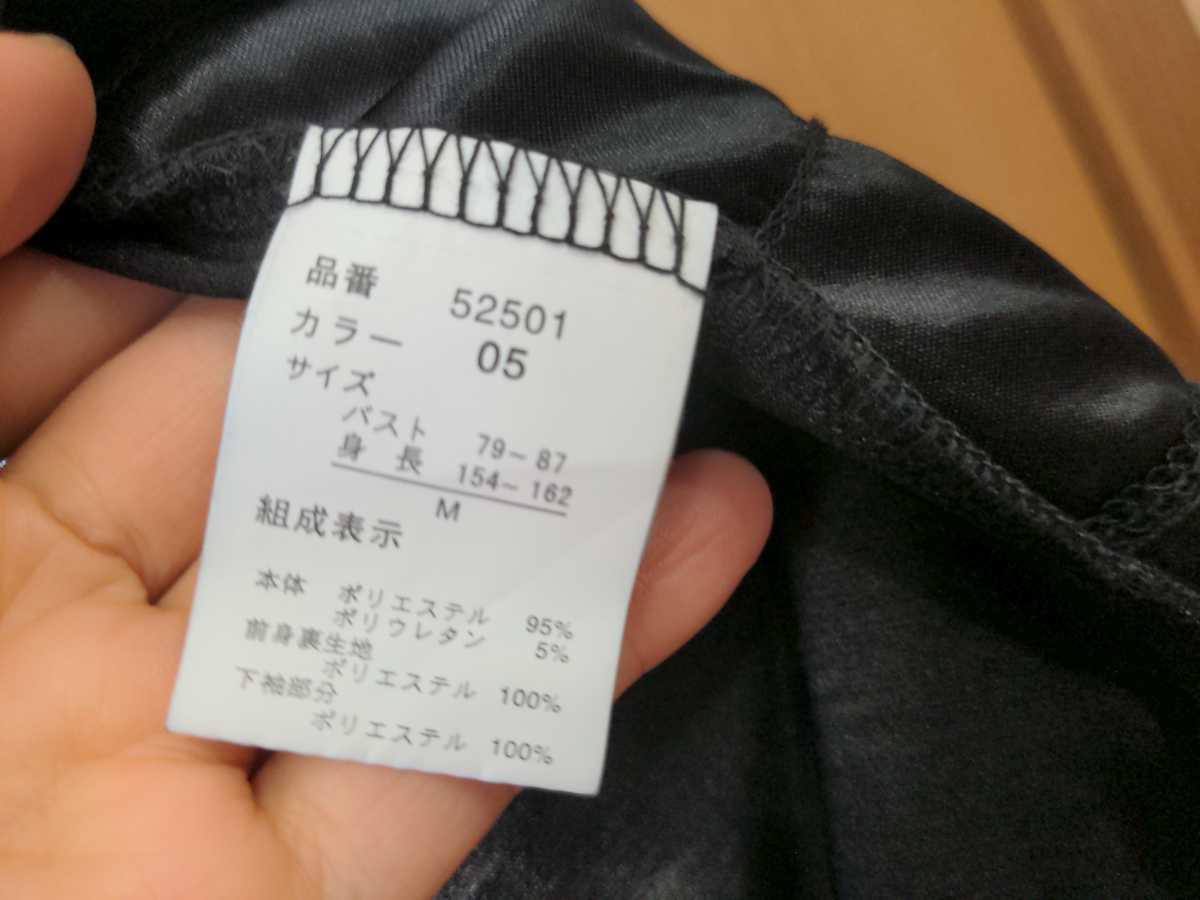 品番 52501
カラー 05
サイズ
バスト 79-87
身長 154-162
M
組成表示
本体 ポリエステル 95%
ポリウレタン 5%
前身裏生地
ポリエステル 100%
下袖部分
ポリエステル 100%